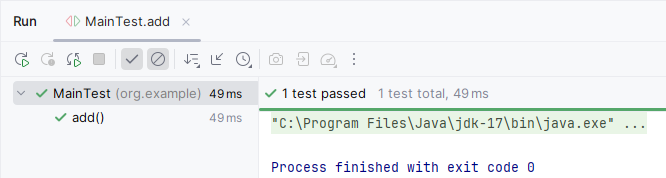 Run MainTest.add
MainTest (org.example) 49 ms
add() 49 ms
1 test passed 1 test total, 49 ms
"C:\Program Files\Java\jdk-17\bin\java.exe" ...
Process finished with exit code 0